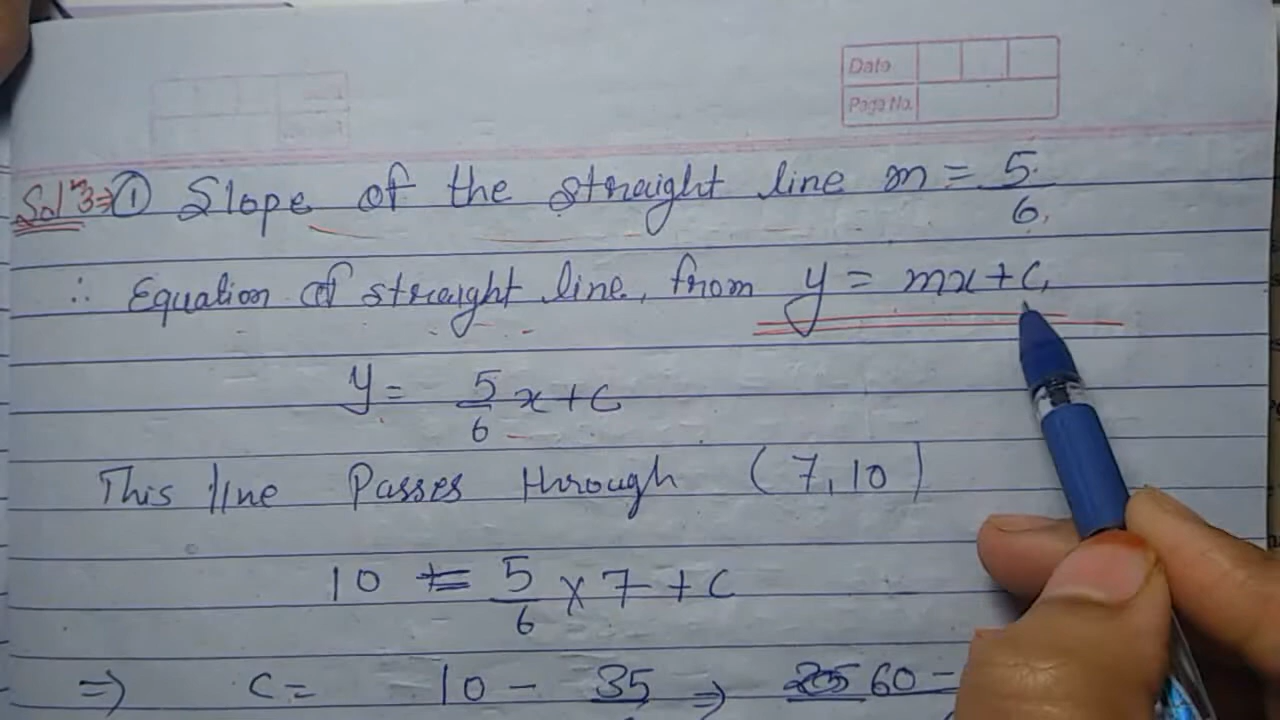 Date
Page No.
Solⁿ3⇒① Slope of the straight line m = 5/6
∴ Equation of straight line, from y = mx+c,
y = 5/6 x+c
This line Passes through (7,10)
10 = 5/6 × 7 + c
⇒ c = 10 - 35 ⇒ 60 -